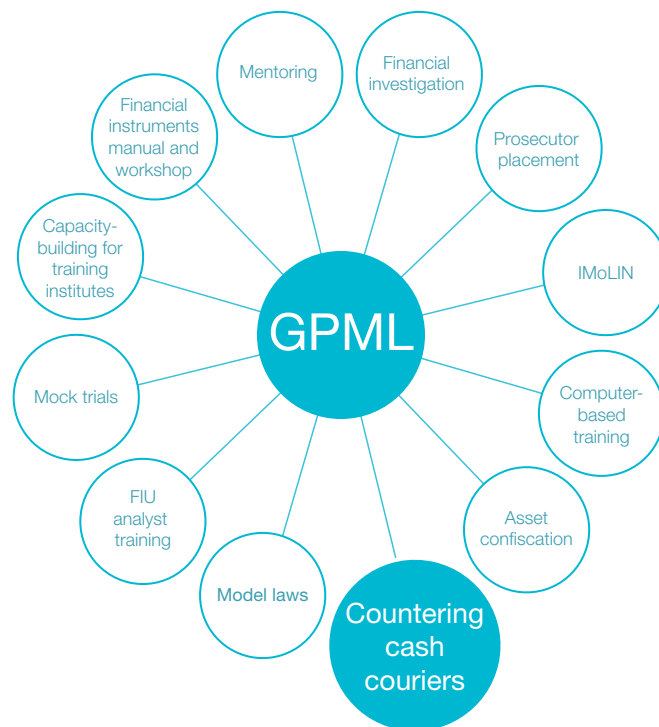 Mentoring
Financial
investigation
Financial
instruments
manual and
workshop
Prosecutor
placement
Capacity-
building for
training
institutes
IMoLIN
GPML
Mock trials
Computer-
based
training
FIU
analyst
training
Asset
confiscation
Model laws
Countering
cash
couriers